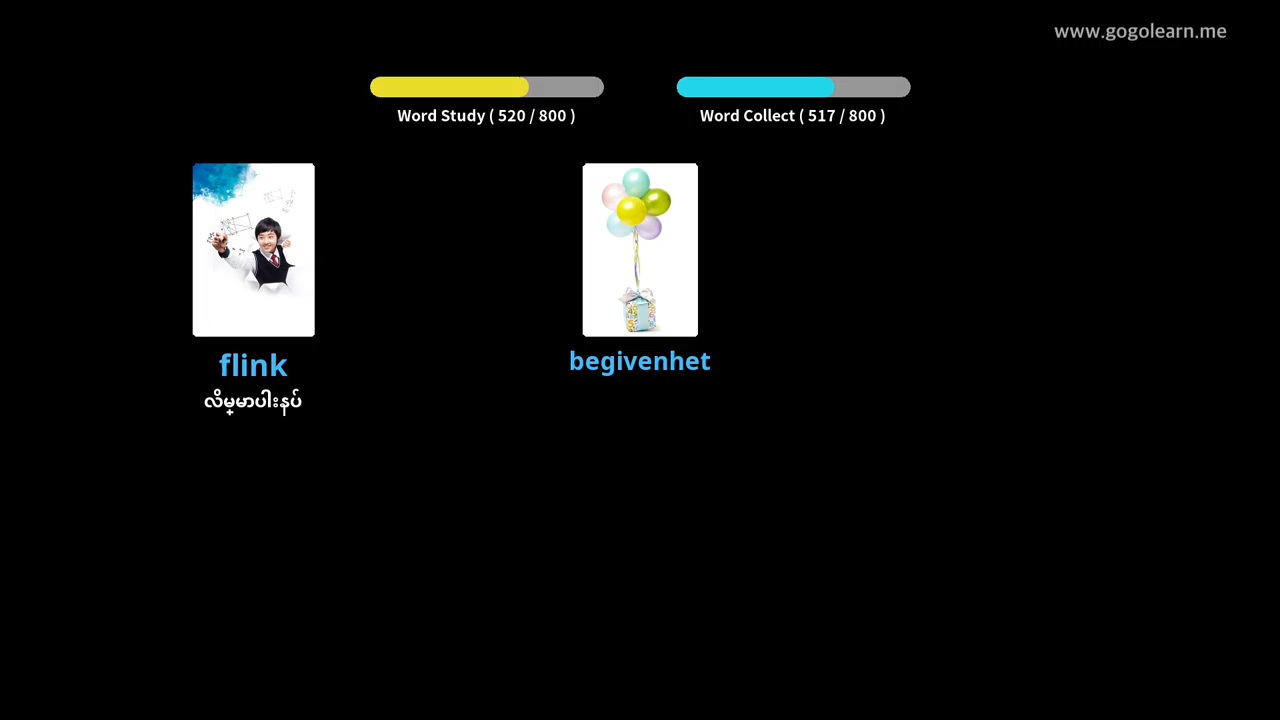 www.gogolearn.me
Word Study ( 520 / 800 )
Word Collect ( 517 / 800 )
flink
လိမ္မာပါးနပ်
begivenhet